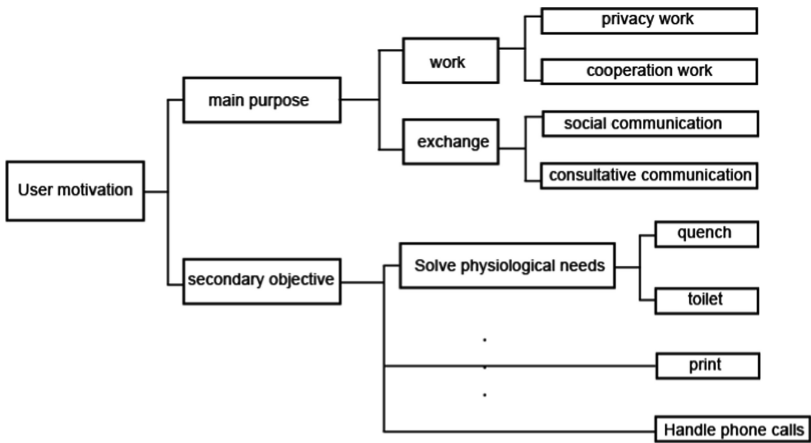 privacy work
work
cooperation work
main purpose
social communication
exchange
consultative communication
User motivation
quench
Solve physiological needs
secondary objective
toilet
print
Handle phone calls